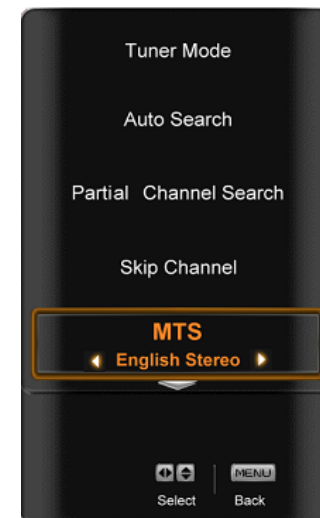 Tuner Mode
Auto Search
Partial Channel Search
Skip Channel
MTS
English Stereo
MENU
Select Back